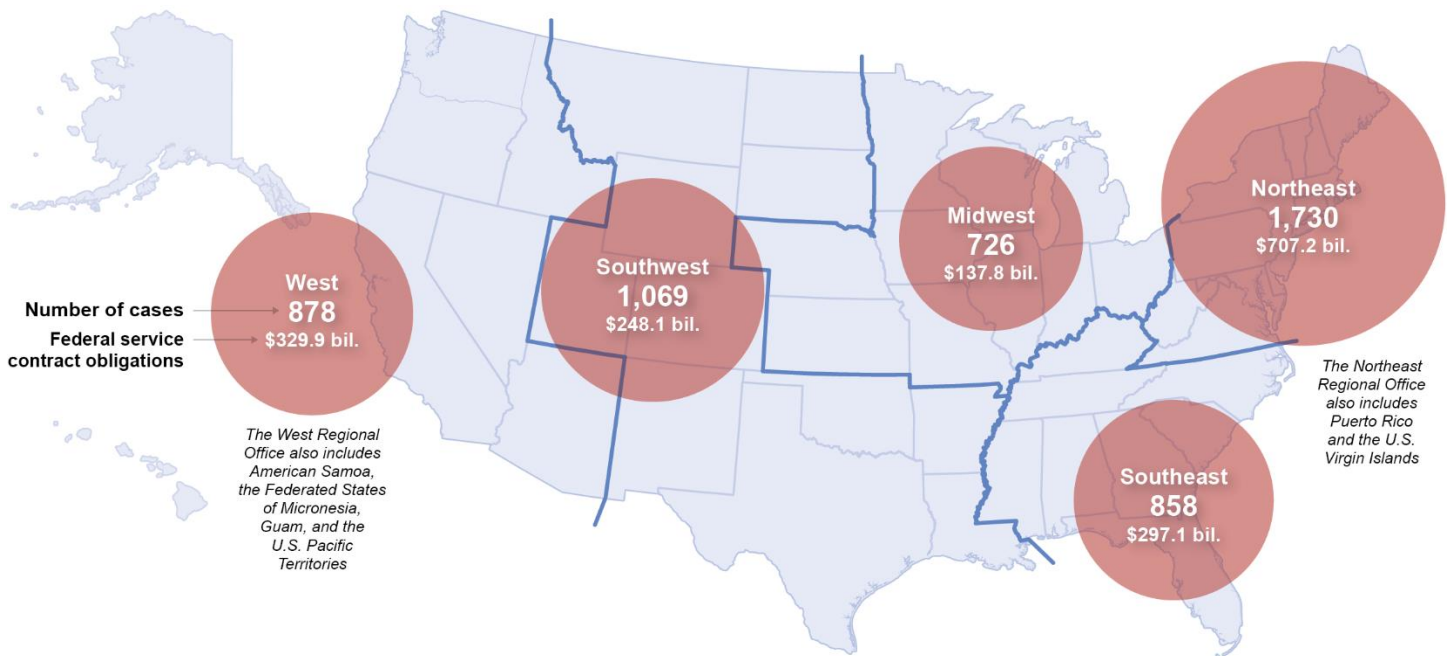 Number of cases
Federal service
contract obligations
West
878
$329.9 bil.
The West Regional
Office also includes
American Samoa,
the Federated States
of Micronesia,
Guam, and the
U.S. Pacific
Territories
Southwest
1,069
$248.1 bil.
Midwest
726
$137.8 bil.
Northeast
1,730
$707.2 bil.
The Northeast
Regional Office
also includes
Puerto Rico
and the U.S.
Virgin Islands
Southeast
858
$297.1 bil.